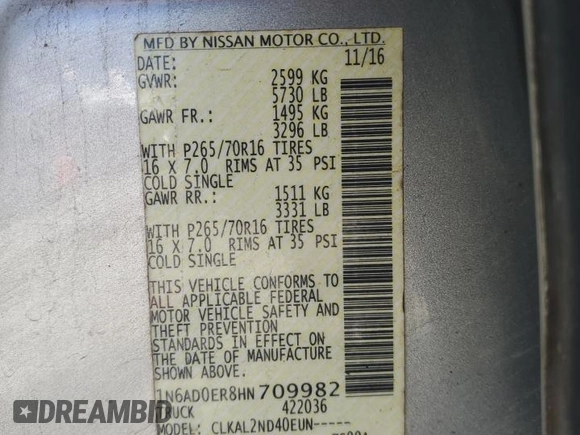 MFD BY NISSAN MOTOR CO., LTD.
DATE: 11/16
GVWR: 2599 KG
5730 LB
GAWR FR.: 1495 KG
3296 LB
WITH P265/70R16 TIRES
16 X 7.0 RIMS AT 35 PSI
COLD SINGLE
GAWR RR.: 1511 KG
3331 LB
WITH P265/70R16 TIRES
16 X 7.0 RIMS AT 35 PSI
COLD SINGLE
THIS VEHICLE CONFORMS TO
ALL APPLICABLE FEDERAL
MOTOR VEHICLE SAFETY AND
THEFT PREVENTION
STANDARDS IN EFFECT ON
THE DATE OF MANUFACTURE
SHOWN ABOVE.
1N6AD0ER8HN709982
TRUCK 422036
MODEL: CLKAL2ND40EUN-----
DEALERS CHOICE
AUTO AUCTION